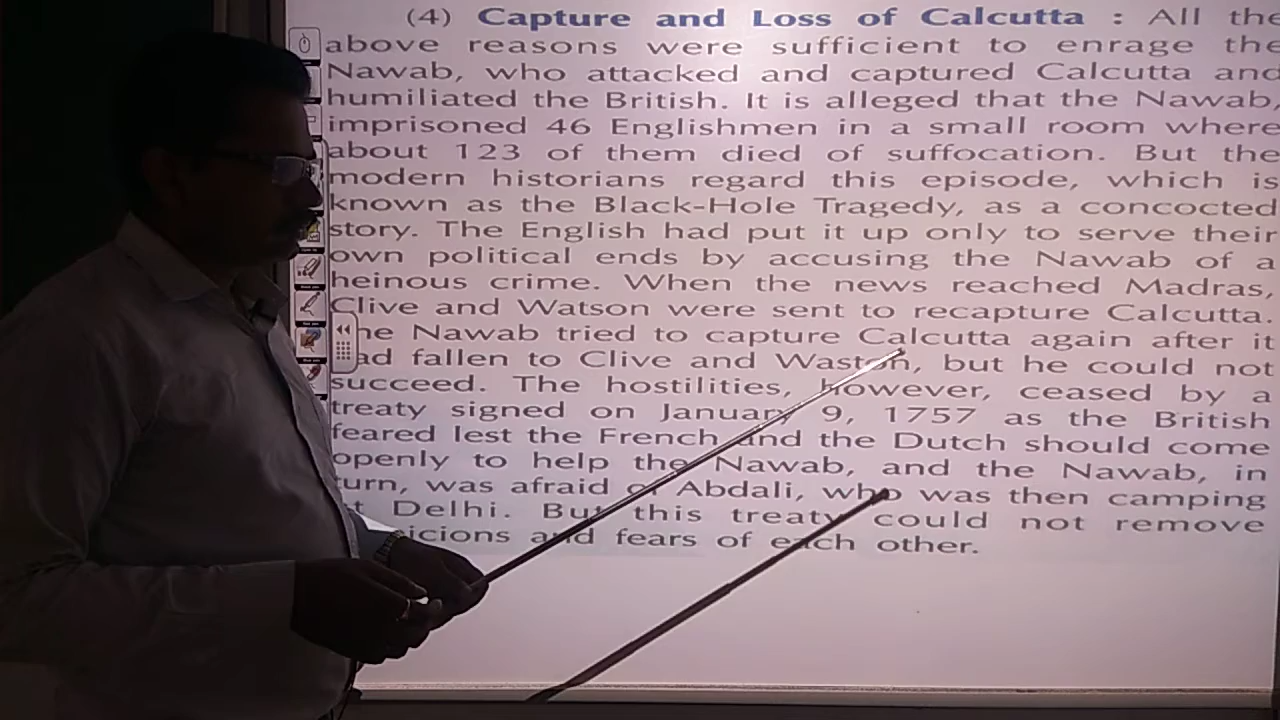 (4) Capture and Loss of Calcutta : All the
above reasons were sufficient to enrage the
Nawab, who attacked and captured Calcutta and
humiliated the British. It is alleged that the Nawab,
imprisoned 46 Englishmen in a small room where
about 123 of them died of suffocation. But the
modern historians regard this episode, which is
known as the Black-Hole Tragedy, as a concocted
story. The English had put it up only to serve their
own political ends by accusing the Nawab of a
heinous crime. When the news reached Madras,
Clive and Watson were sent to recapture Calcutta.
he Nawab tried to capture Calcutta again after it
ad fallen to Clive and Waston, but he could not
succeed. The hostilities, however, ceased by a
treaty signed on January 9, 1757 as the British
feared lest the French and the Dutch should come
openly to help the Nawab, and the Nawab, in
turn, was afraid of Abdali, who was then camping
t Delhi. But this treaty could not remove
icions and fears of each other.